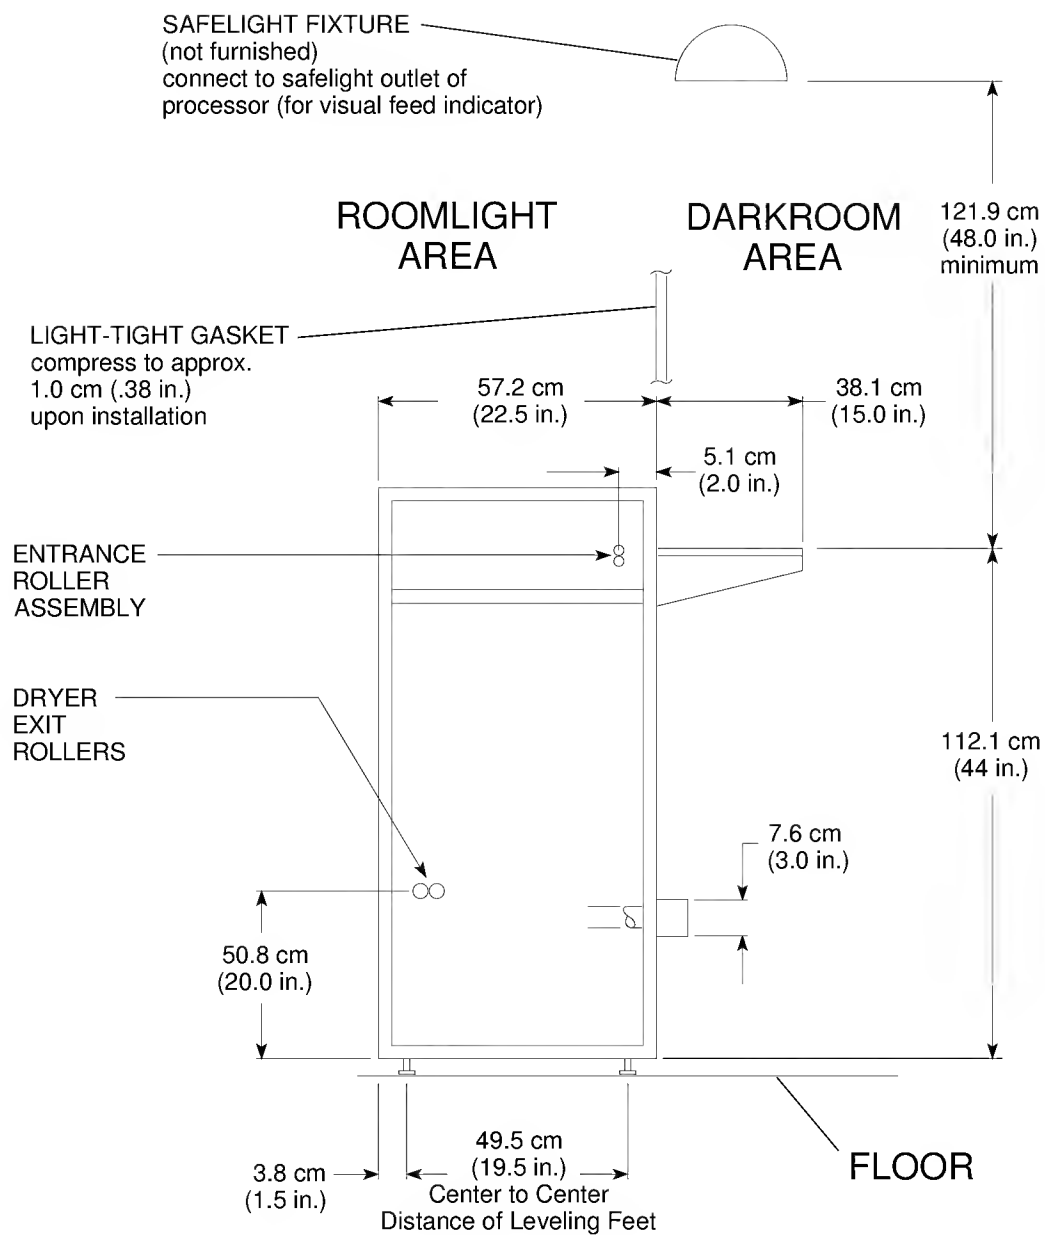 SAFELIGHT FIXTURE
(not furnished)
connect to safelight outlet of
processor (for visual feed indicator)
ROOMLIGHT
AREA
DARKROOM
AREA
121.9 cm
(48.0 in.)
minimum
LIGHT-TIGHT GASKET
compress to approx.
1.0 cm (.38 in.)
upon installation
57.2 cm
(22.5 in.)
38.1 cm
(15.0 in.)
5.1 cm
(2.0 in.)
ENTRANCE
ROLLER
ASSEMBLY
DRYER
EXIT
ROLLERS
112.1 cm
(44 in.)
7.6 cm
(3.0 in.)
50.8 cm
(20.0 in.)
49.5 cm
(19.5 in.)
Center to Center
Distance of Leveling Feet
3.8 cm
(1.5 in.)
FLOOR